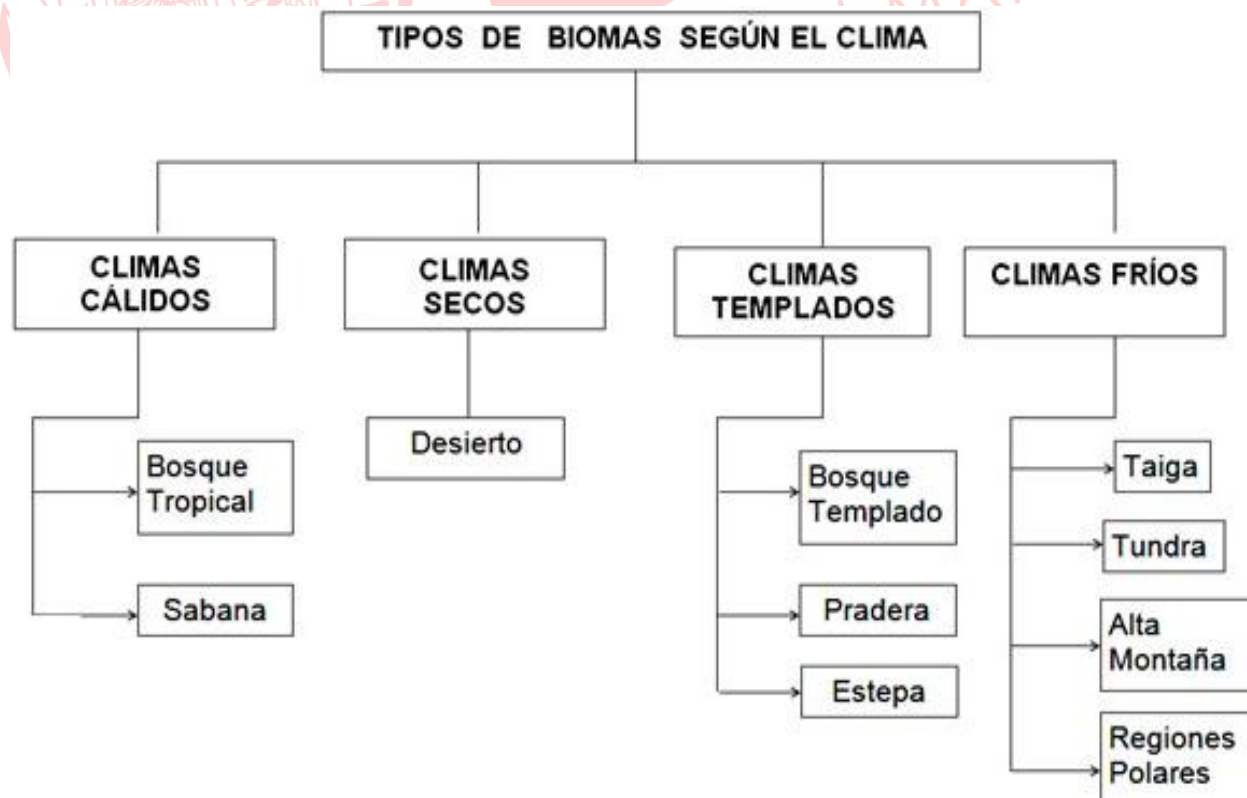 TIPOS DE BIOMAS SEGÚN EL CLIMA
CLIMAS
CÁLIDOS
CLIMAS
SECOS
CLIMAS
TEMPLADOS
CLIMAS FRÍOS
Bosque
Tropical
Sabana
Desierto
Bosque
Templado
Pradera
Estepa
Taiga
Tundra
Alta
Montaña
Regiones
Polares